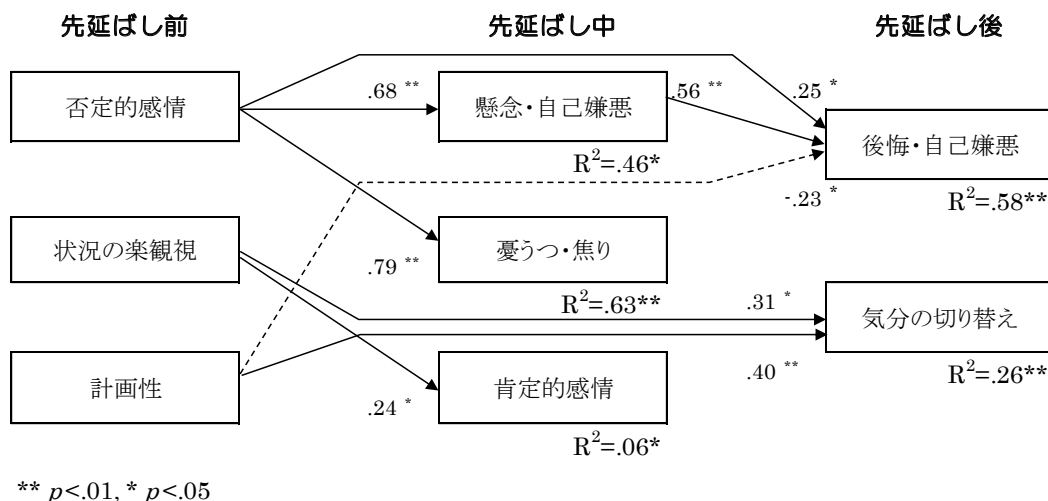 先延ばし前 先延ばし中 先延ばし後
否定的感情
.68 **
懸念・自己嫌悪
.56 **
.25 *
後悔・自己嫌悪
R²=.46*
-.23 *
R²=.58**
状況の楽観視
.79 **
憂うつ・焦り
R²=.63**
.31 *
気分の切り替え
計画性
.24 *
肯定的感情
.40 **
R²=.26**
R²=.06*
** p<.01, * p<.05